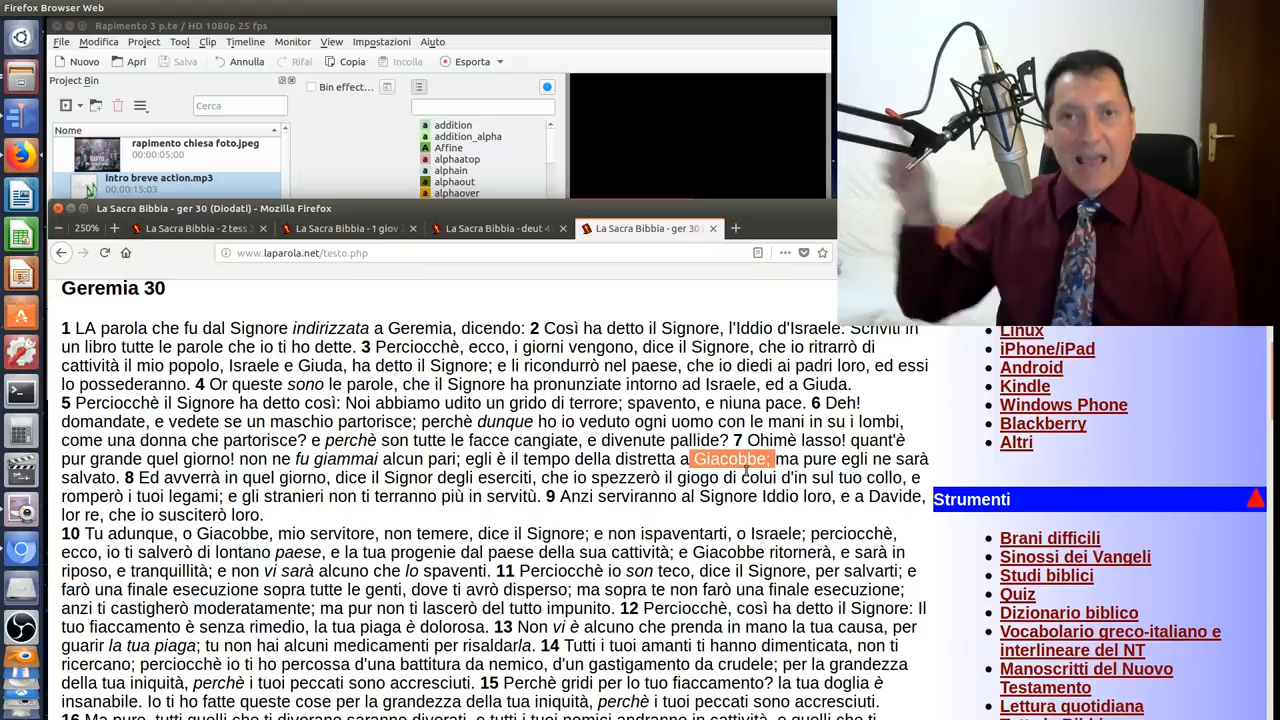 Firefox Browser Web
Rapimento 3 p.te / HD 1080p 25 fps
File Modifica Project Tool Clip Timeline Monitor View Impostazioni Aiuto
Nuovo Apri Salva Annulla Rifai Copia Incolla Esporta
Project Bin
Bin effect...
Cerca
Nome
rapimento chiesa foto.jpeg
00:00:05:00
intro breve action.mp3
00:00:15:03
addition
addition_alpha
Affine
alphaatop
alphain
alphaout
alphaover
La Sacra Bibbia - ger 30 (Diodati) - Mozilla Firefox
250% La Sacra Bibbia - 2 tess 2 La Sacra Bibbia - 1 giov La Sacra Bibbia - deut 4 La Sacra Bibbia - ger 30
www.laparola.net/testo.php
Geremia 30
1 LA parola che fu dal Signore indirizzata a Geremia, dicendo: 2 Così ha detto il Signore, l'Iddio d'Israele: Scriviti in
un libro tutte le parole che io ti ho dette. 3 Perciocchè, ecco, i giorni vengono, dice il Signore, che io ritrarrò di
cattività il mio popolo, Israele e Giuda, ha detto il Signore; e li ricondurrò nel paese, che io diedi ai padri loro, ed essi
lo possederanno. 4 Or queste sono le parole, che il Signore ha pronunziate intorno ad Israele, ed a Giuda.
5 Perciocchè il Signore ha detto così: Noi abbiamo udito un grido di terrore; spavento, e niuna pace. 6 Deh!
domandate, e vedete se un maschio partorisce; perchè dunque ho io veduto ogni uomo con le mani in su i lombi,
come una donna che partorisce? e perchè son tutte le facce cangiate, e divenute pallide? 7 Ohimè lasso! quant'è
pur grande quel giorno! non ne fu giammai alcun pari; egli è il tempo della distretta a Giacobbe; ma pure egli ne sarà
salvato. 8 Ed avverrà in quel giorno, dice il Signor degli eserciti, che io spezzerò il giogo di colui d'in sul tuo collo, e
romperò i tuoi legami; e gli stranieri non ti terranno più in servitù. 9 Anzi serviranno al Signore Iddio loro, e a Davide,
lor re, che io susciterò loro.
10 Tu adunque, o Giacobbe, mio servitore, non temere, dice il Signore; e non ispaventarti, o Israele; perciocchè,
ecco, io ti salverò di lontano paese, e la tua progenie dal paese della sua cattività; e Giacobbe ritornerà, e sarà in
riposo, e tranquillità; e non vi sarà alcuno che lo spaventi. 11 Perciocchè io son teco, dice il Signore, per salvarti; e
farò una finale esecuzione sopra tutte le genti, dove ti avrò disperso; ma sopra te non farò una finale esecuzione;
anzi ti castigherò moderatamente; ma pur non ti lascerò del tutto impunito. 12 Perciocchè, così ha detto il Signore: Il
tuo fiaccamento è senza rimedio, la tua piaga è dolorosa. 13 Non vi è alcuno che prenda in mano la tua causa, per
guarir la tua piaga; tu non hai alcuni medicamenti per risaldarla. 14 Tutti i tuoi amanti ti hanno dimenticata, non ti
ricercano; perciocchè io ti ho percossa d'una battitura da nemico, d'un gastigamento da crudele; per la grandezza
della tua iniquità, perchè i tuoi peccati si sono accresciuti. 15 Perchè gridi per lo tuo fiaccamento? la tua doglia è
insanabile. Io ti ho fatte queste cose per la grandezza della tua iniquità, perchè i tuoi peccati si sono accresciuti.
16 Ma pure, tutti quelli che ti divorano saranno divorati, e tutti i tuoi nemici andranno in cattività, e quelli che ti
Linux
iPhone/iPad
Android
Kindle
Windows Phone
Blackberry
Altri
Strumenti
Brani difficili
Sinossi dei Vangeli
Studi biblici
Quiz
Dizionario biblico
Vocabolario greco-italiano e
interlineare del NT
Manoscritti del Nuovo
Testamento
Lettura quotidiana